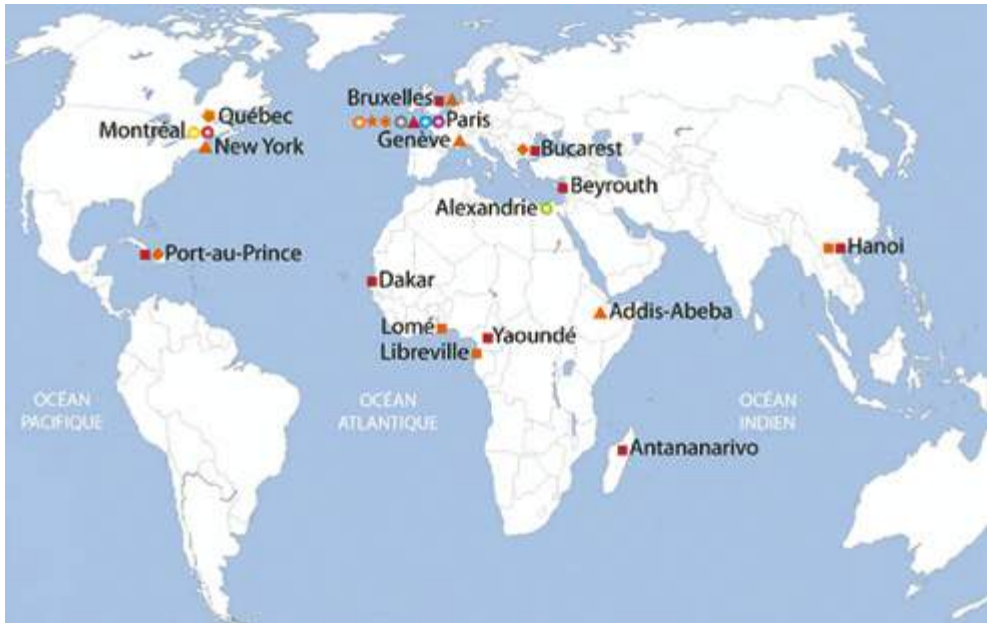 Québec
Montréal
New York
Port-au-Prince
Bruxelles
Paris
Genève
Bucarest
Beyrouth
Alexandrie
Hanoi
Dakar
Addis-Abeba
Lomé
Yaoundé
Libreville
OCÉAN
PACIFIQUE
OCÉAN
ATLANTIQUE
OCÉAN
INDIEN
Antananarivo